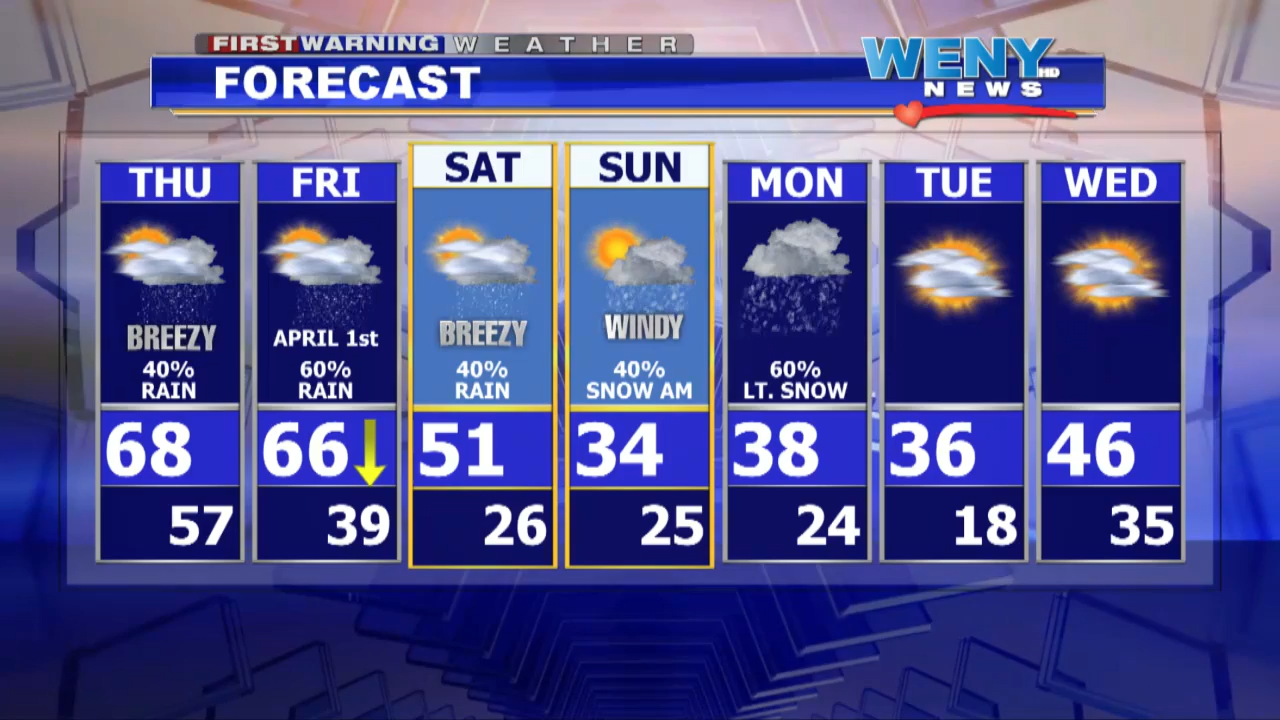 FIRST WARNING WEATHER
FORECAST
WENY HD
NEWS
THU FRI SAT SUN MON TUE WED
BREEZY APRIL 1st BREEZY WINDY
40% 60% 40% 40% 60%
RAIN RAIN RAIN SNOW AM LT. SNOW
68 66 51 34 38 36 46
57 39 26 25 24 18 35